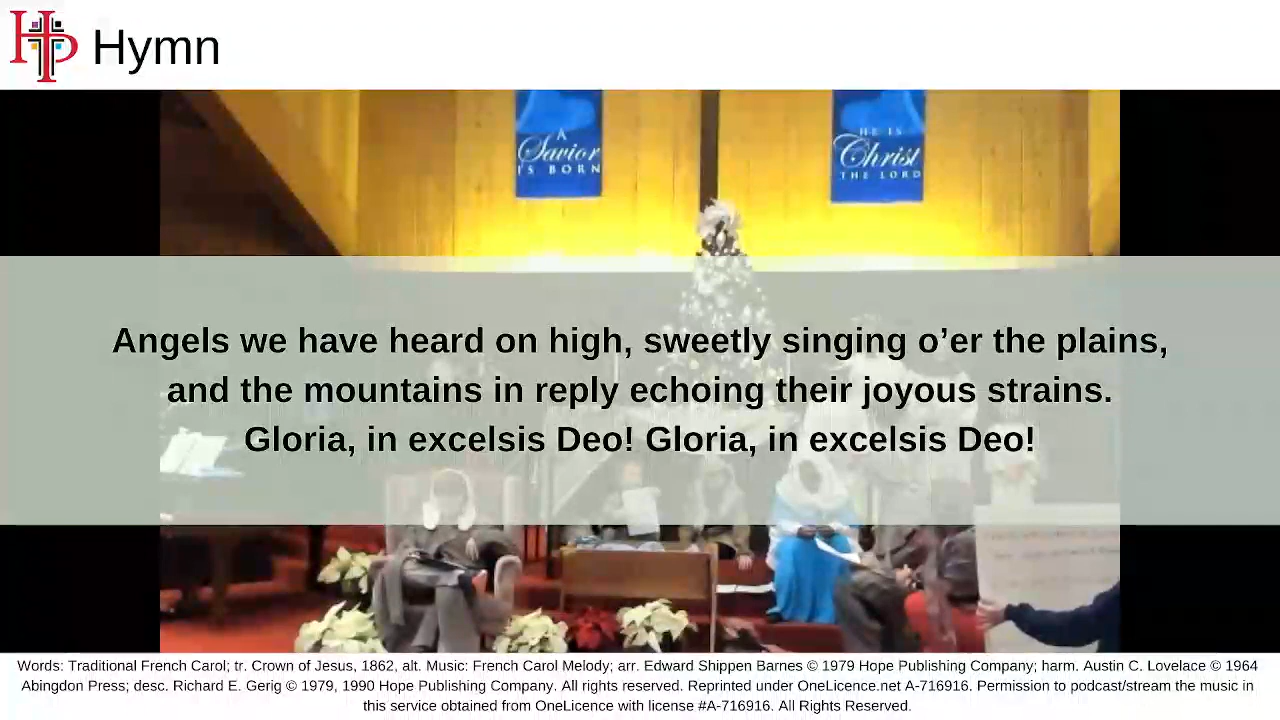 Hymn
A
Savior
IS BORN
HE IS
Christ
THE LORD
Angels we have heard on high, sweetly singing o’er the plains,
and the mountains in reply echoing their joyous strains.
Gloria, in excelsis Deo! Gloria, in excelsis Deo!
Words: Traditional French Carol; tr. Crown of Jesus, 1862, alt. Music: French Carol Melody; arr. Edward Shippen Barnes © 1979 Hope Publishing Company; harm. Austin C. Lovelace © 1964
Abingdon Press; desc. Richard E. Gerig © 1979, 1990 Hope Publishing Company. All rights reserved. Reprinted under OneLicence.net A-716916. Permission to podcast/stream the music in
this service obtained from OneLicence with license #A-716916. All Rights Reserved.